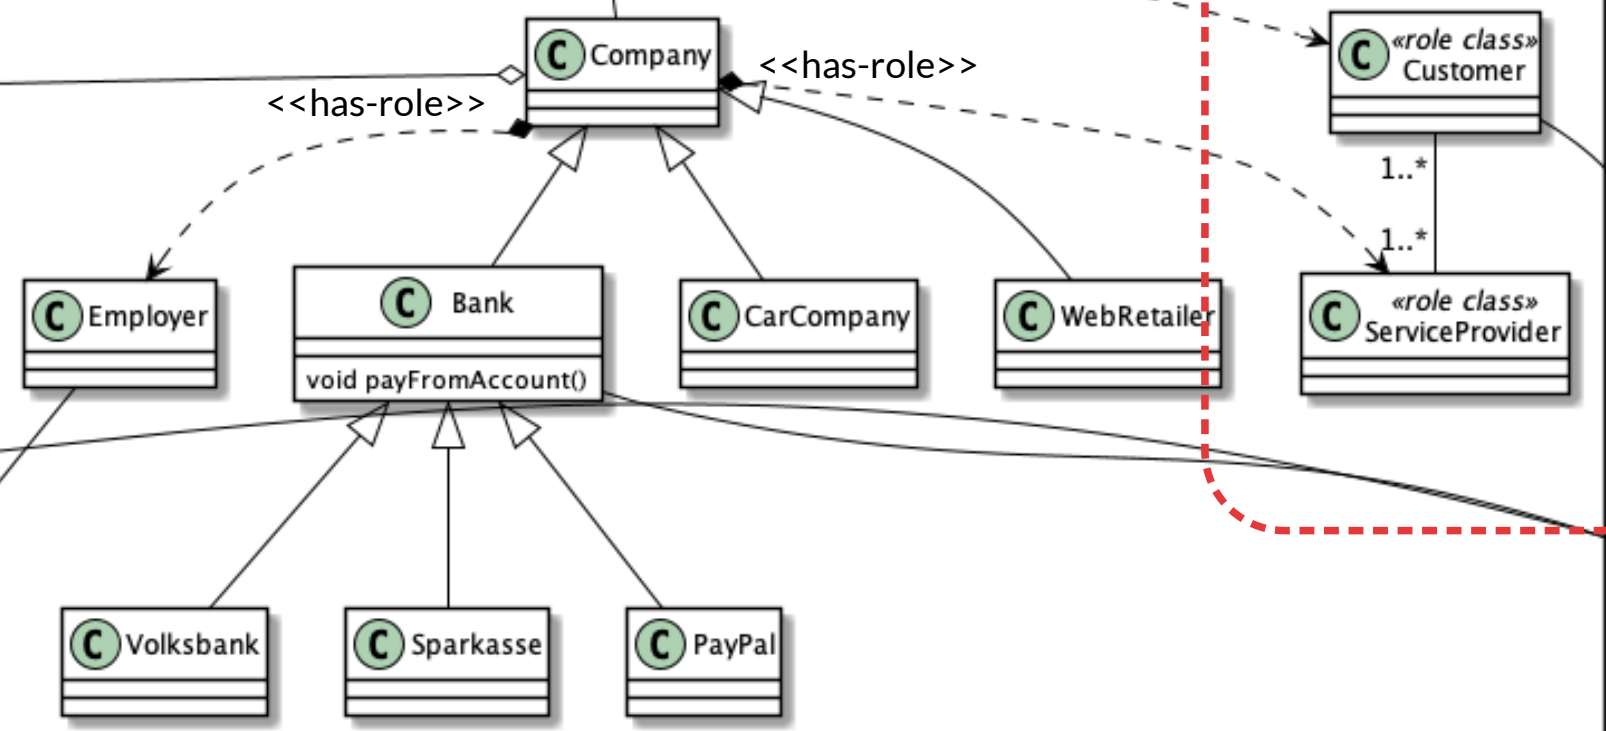 C Company
<<has-role>>
<<has-role>>
C «role class»
Customer
1..*
1..*
C Employer
C Bank
void payFromAccount()
C CarCompany
C WebRetailer
C «role class»
ServiceProvider
C Volksbank
C Sparkasse
C PayPal